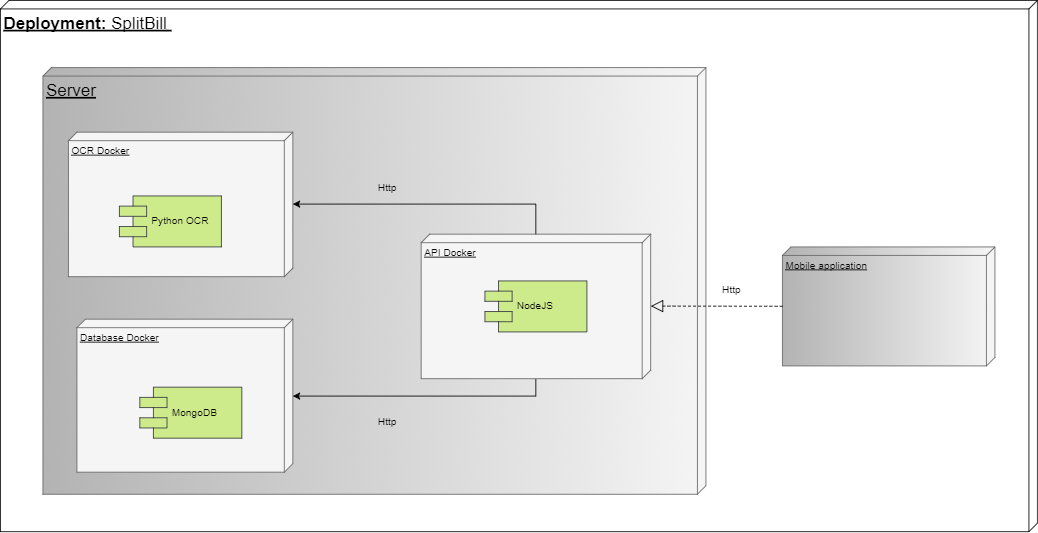 Deployment: SplitBill
Server
OCR Docker
Python OCR
Http
API Docker
NodeJS
Http
Mobile application
Database Docker
MongoDB
Http